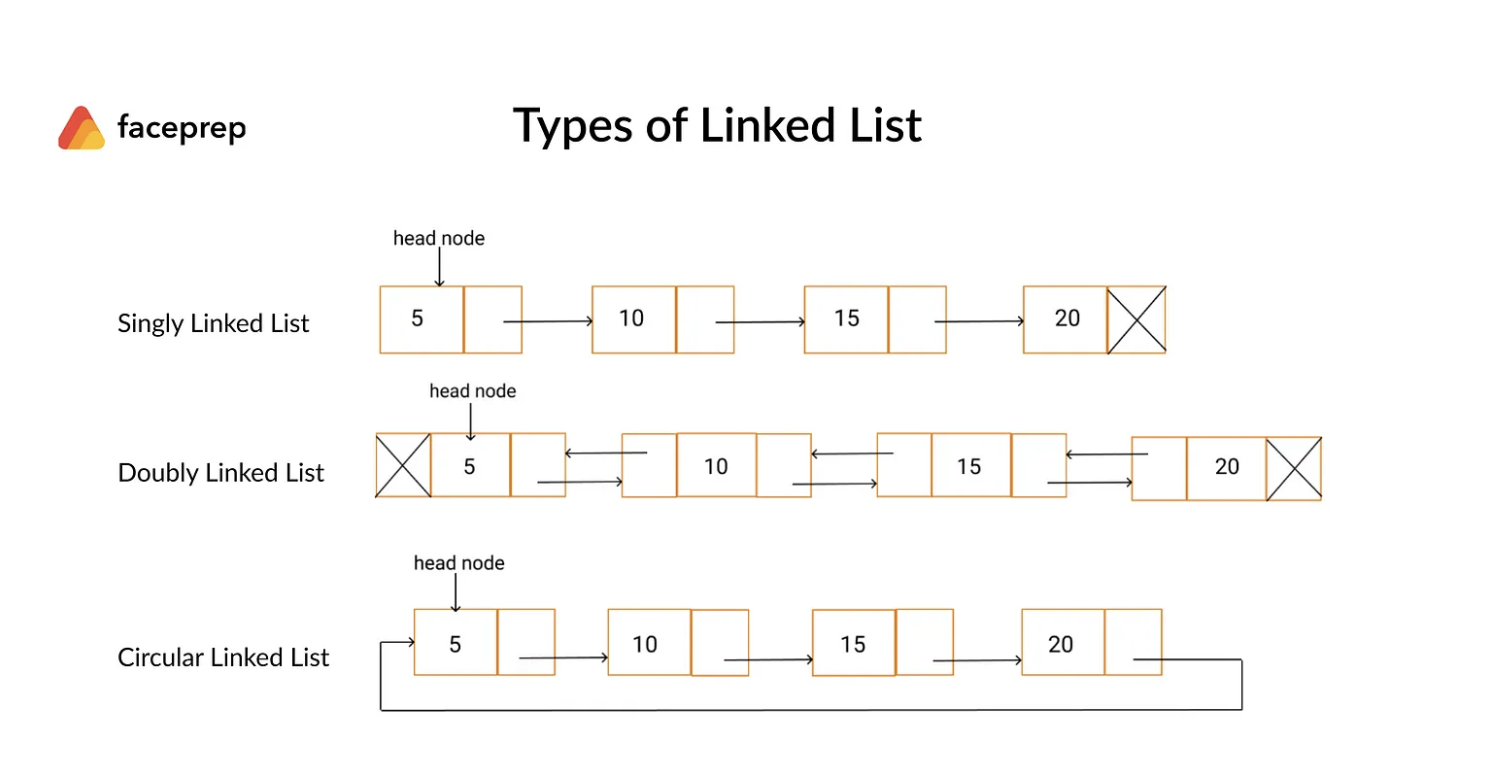 faceprep
Types of Linked List
head node
Singly Linked List
5 10 15 20
head node
Doubly Linked List
5 10 15 20
head node
Circular Linked List
5 10 15 20